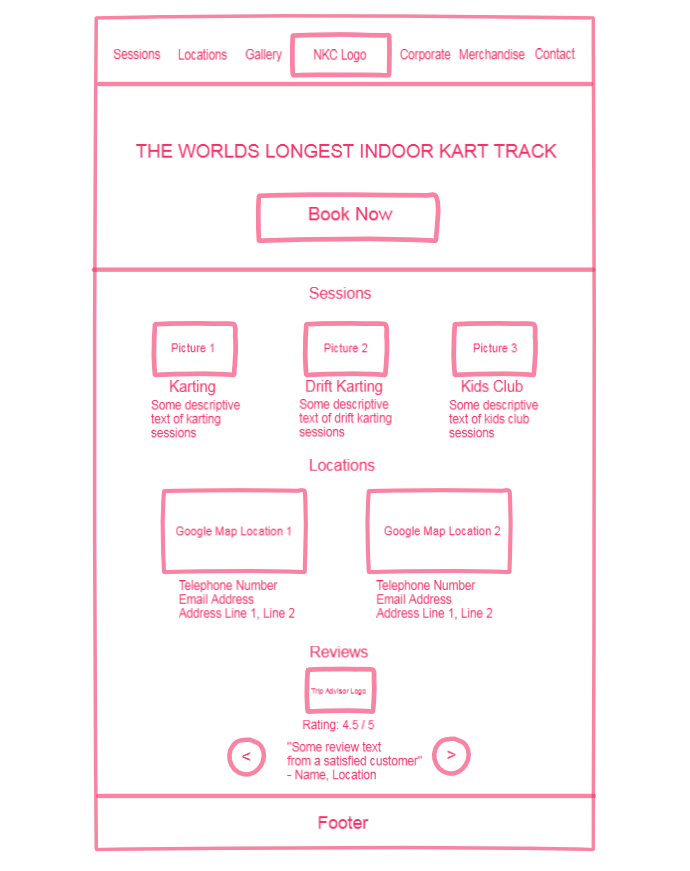 Sessions Locations Gallery NKC Logo Corporate Merchandise Contact
THE WORLDS LONGEST INDOOR KART TRACK
Book Now
Sessions
Picture 1 Picture 2 Picture 3
Karting Drift Karting Kids Club
Some descriptive Some descriptive Some descriptive
text of karting text of drift karting text of kids club
sessions sessions sessions
Locations
Google Map Location 1 Google Map Location 2
Telephone Number Telephone Number
Email Address Email Address
Address Line 1, Line 2 Address Line 1, Line 2
Reviews
Trip Advisor Logo
Rating: 4.5 / 5
"Some review text
< from a satisfied customer" >
- Name, Location
Footer